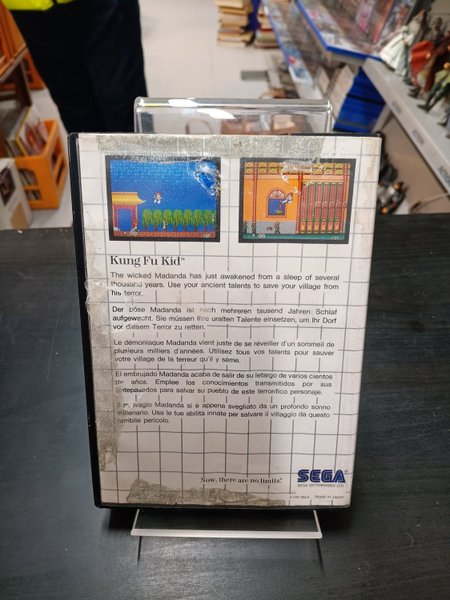 Kung Fu Kid™
The wicked Madanda has just awakened from a sleep of several
thousand years. Use your ancient talents to save your village from
his terror.
Der böse Madanda ist nach mehreren tausend Jahren Schlaf
aufgeweckt. Sie müssen Ihre uralten Talente einsetzen, um Ihr Dorf
vor diesem Terror zu retten.
Le démoniaque Madanda vient juste de se réveiller d'un sommeil de
plusieurs milliers d'années. Utilisez tous vos talents pour sauver
votre village de la terreur qu'il y sème.
El embrujado Madanda acaba de salir de su letargo de varios cientos
de años. Emplee los conocimientos transmitidos por sus
antepasados para salvar su pueblo de este terrorífico personaje.
malvagio Madanda si è appena svegliato da un profondo sonno
millenario. Usa le tue abilità innate per salvare il villaggio da questo
terribile pericolo.
Now, there are no limits!
SEGA
SEGA ENTERPRISES LTD.
© 1987 SEGA Made in Japan